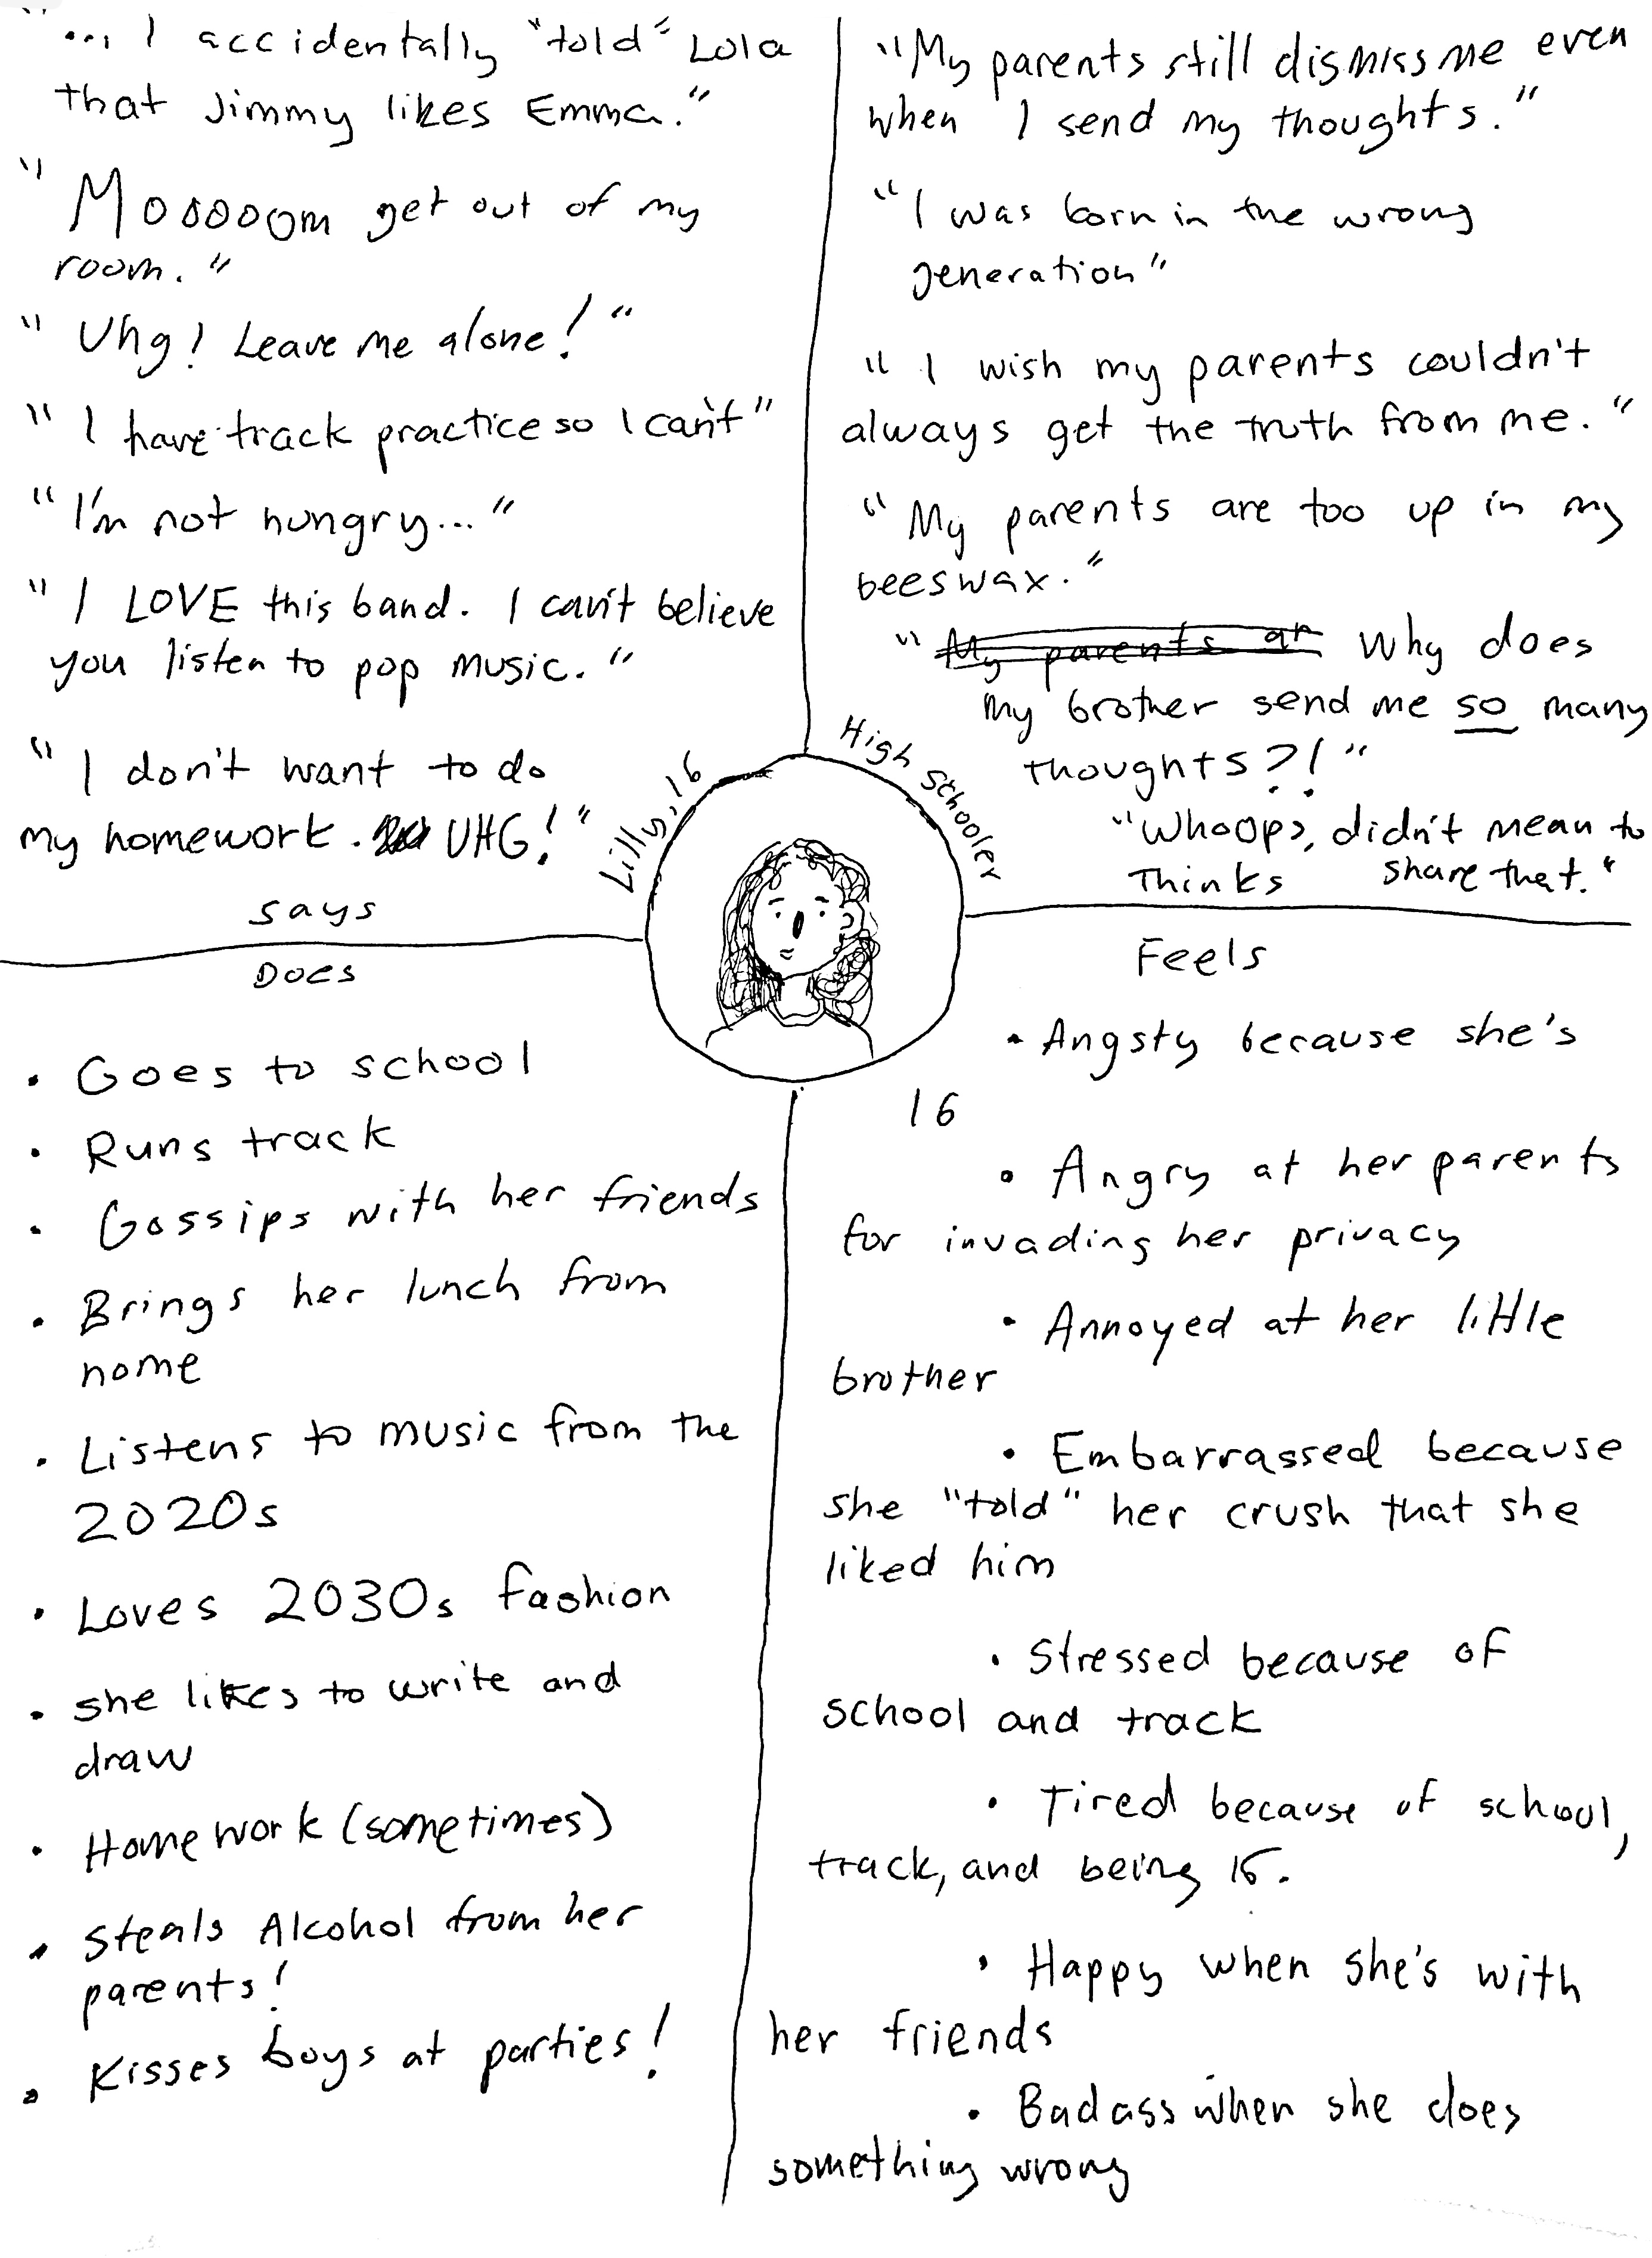 "... I accidentally "told" Lola
that Jimmy likes Emma."
"Moooooom get out of my
room."
"Uhg! Leave me alone!"
"I have track practice so I can't"
"I'm not hungry..."
"I LOVE this band. I can't believe
you listen to pop music."
"I don't want to do
my homework. UHG!"
says
"My parents still dismiss me even
when I send my thoughts."
"I was born in the wrong
generation"
"I wish my parents couldn't
always get the truth from me."
"My parents are too up in my
beeswax."
"My parents ar Why does
my brother send me so many
thoughts?!"
"Whoops, didn't mean to
share that."
Thinks
Lilly, 16
High Schooler
Does
• Goes to school
• Runs track
• Gossips with her friends
• Brings her lunch from
home
• Listens to music from the
2020s
• Loves 2030s fashion
• she likes to write and
draw
• Homework (sometimes)
• Steals Alcohol from her
parents!
• Kisses boys at parties!
Feels
• Angsty because she's
16
• Angry at her parents
for invading her privacy
• Annoyed at her little
brother
• Embarrassed because
she "told" her crush that she
liked him
• Stressed because of
school and track
• Tired because of school,
track, and being 16.
• Happy when she's with
her friends
• Badass when she does
something wrong